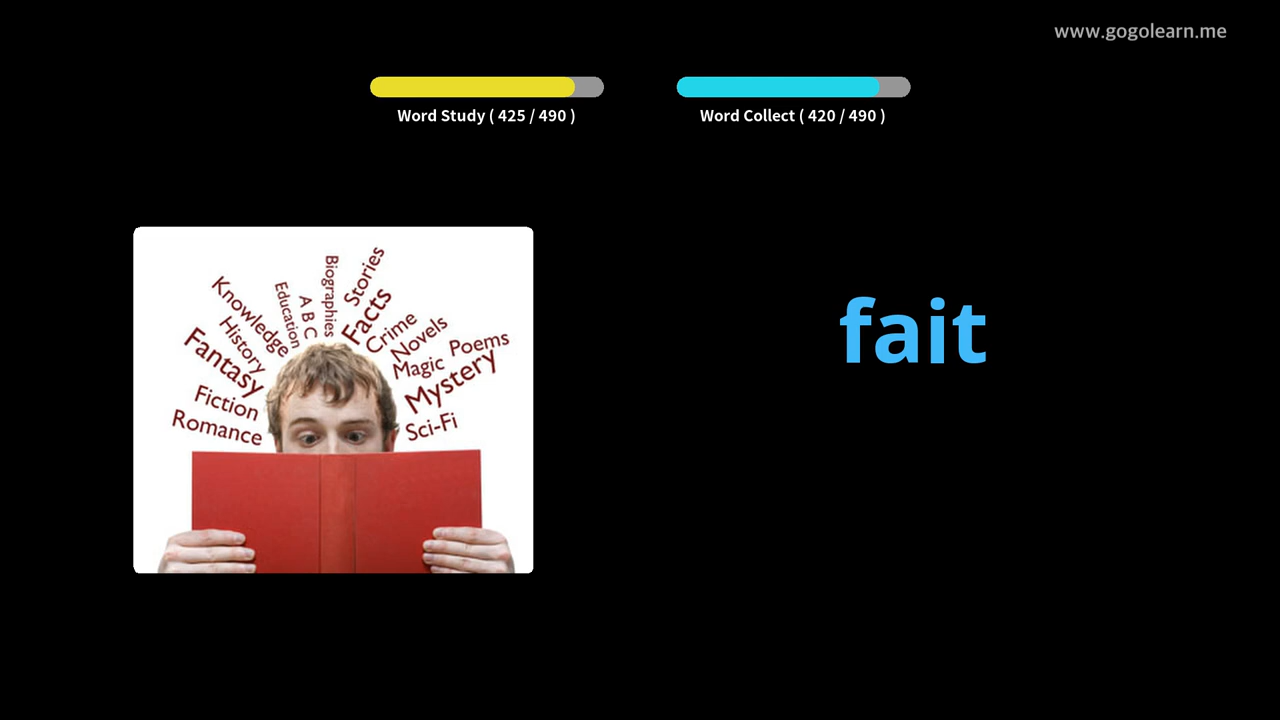 www.gogolearn.me
Word Study ( 425 / 490 )
Word Collect ( 420 / 490 )
fait
Knowledge
Education
A B C
Biographies
Stories
Facts
History
Crime
Novels
Poems
Fantasy
Magic
Mystery
Fiction
Romance
Sci-Fi